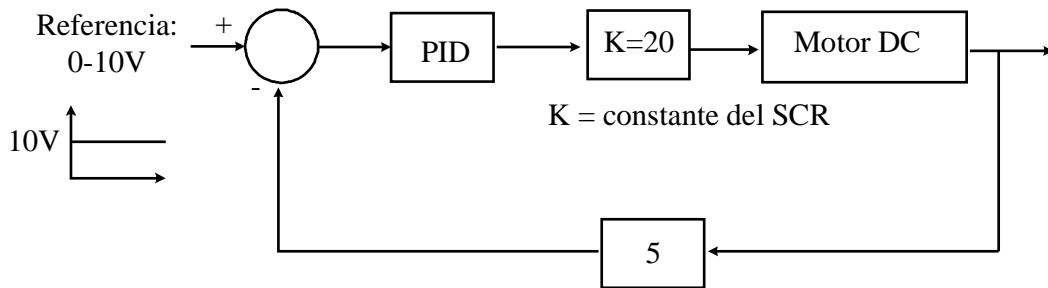 Referencia:
0-10V
+
-
PID
K=20
Motor DC
K = constante del SCR
10V
5